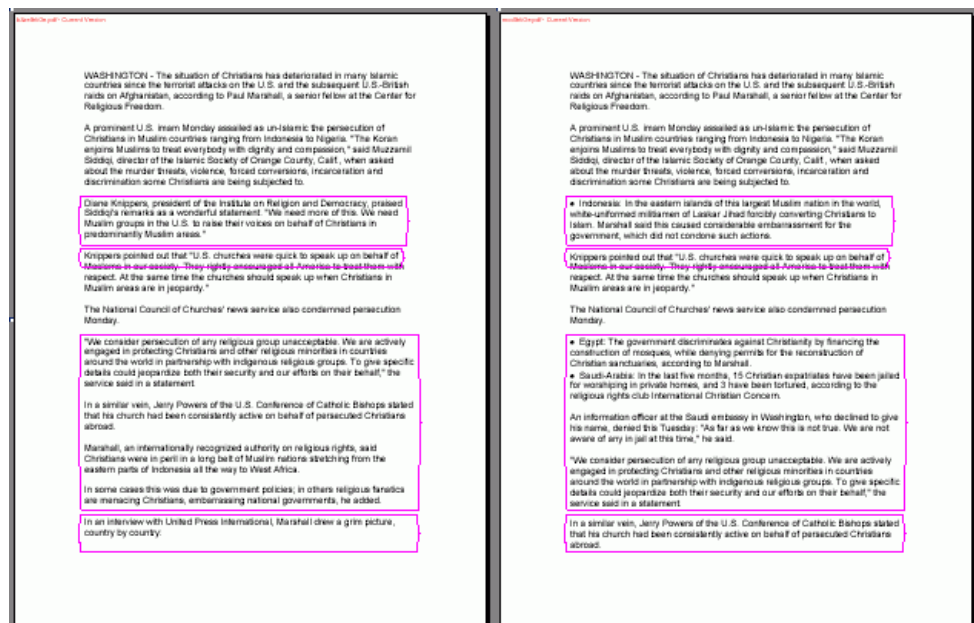 Current Version
WASHINGTON - The situation of Christians has deteriorated in many Islamic
countries since the terrorist attacks on the U.S. and the subsequent U.S.-British
raids on Afghanistan, according to Paul Marshall, a senior fellow at the Center for
Religious Freedom.
A prominent U.S. imam Monday assailed as un-Islamic the persecution of
Christians in Muslim countries ranging from Indonesia to Nigeria. "The Koran
enjoins Muslims to treat everybody with dignity and compassion," said Muzzamil
Siddiqi, director of the Islamic Society of Orange County, Calif., when asked
about the murder threats, violence, forced conversions, incarceration and
discrimination some Christians are being subjected to.
Diane Knippers, president of the Institute on Religion and Democracy, praised
Siddiqi's remarks as a wonderful statement. "We need more of this. We need
Muslim groups in the U.S. to raise their voices on behalf of Christians in
predominantly Muslim areas."
Knippers pointed out that "U.S. churches were quick to speak up on behalf of
Moslems in our society. They rightly encouraged all America to treat them with
respect. At the same time the churches should speak up when Christians in
Muslim areas are in jeopardy."
The National Council of Churches' news service also condemned persecution
Monday.
"We consider persecution of any religious group unacceptable. We are actively
engaged in protecting Christians and other religious minorities in countries
around the world in partnership with indigenous religious groups. To give specific
details could jeopardize both their security and our efforts on their behalf," the
service said in a statement.
In a similar vein, Jerry Powers of the U.S. Conference of Catholic Bishops stated
that his church had been consistently active on behalf of persecuted Christians
abroad.
Marshall, an internationally recognized authority on religious rights, said
Christians were in peril in a long belt of Muslim nations stretching from the
eastern parts of Indonesia all the way to West Africa.
In some cases this was due to government policies; in others religious fanatics
are menacing Christians, embarrassing national governments, he added.
In an interview with United Press International, Marshall drew a grim picture,
country by country:
Current Version
WASHINGTON - The situation of Christians has deteriorated in many Islamic
countries since the terrorist attacks on the U.S. and the subsequent U.S.-British
raids on Afghanistan, according to Paul Marshall, a senior fellow at the Center for
Religious Freedom.
A prominent U.S. imam Monday assailed as un-Islamic the persecution of
Christians in Muslim countries ranging from Indonesia to Nigeria. "The Koran
enjoins Muslims to treat everybody with dignity and compassion," said Muzzamil
Siddiqi, director of the Islamic Society of Orange County, Calif., when asked
about the murder threats, violence, forced conversions, incarceration and
discrimination some Christians are being subjected to.
• Indonesia: In the eastern islands of this largest Muslim nation in the world,
white-uniformed militiamen of Laskar Jihad forcibly converting Christians to
Islam. Marshall said this caused considerable embarrassment for the
government, which did not condone such actions.
Knippers pointed out that "U.S. churches were quick to speak up on behalf of
Moslems in our society. They rightly encouraged all America to treat them with
respect. At the same time the churches should speak up when Christians in
Muslim areas are in jeopardy."
The National Council of Churches' news service also condemned persecution
Monday.
• Egypt: The government discriminates against Christianity by financing the
construction of mosques, while denying permits for the reconstruction of
Christian sanctuaries, according to Marshall.
• Saudi-Arabia: In the last five months, 15 Christian expatriates have been jailed
for worshiping in private homes, and 3 have been tortured, according to the
religious rights club International Christian Concern.
An information officer at the Saudi embassy in Washington, who declined to give
his name, denied this Tuesday: "As far as we know this is not true. We are not
aware of any in jail at this time," he said.
"We consider persecution of any religious group unacceptable. We are actively
engaged in protecting Christians and other religious minorities in countries
around the world in partnership with indigenous religious groups. To give specific
details could jeopardize both their security and our efforts on their behalf," the
service said in a statement.
In a similar vein, Jerry Powers of the U.S. Conference of Catholic Bishops stated
that his church had been consistently active on behalf of persecuted Christians
abroad.